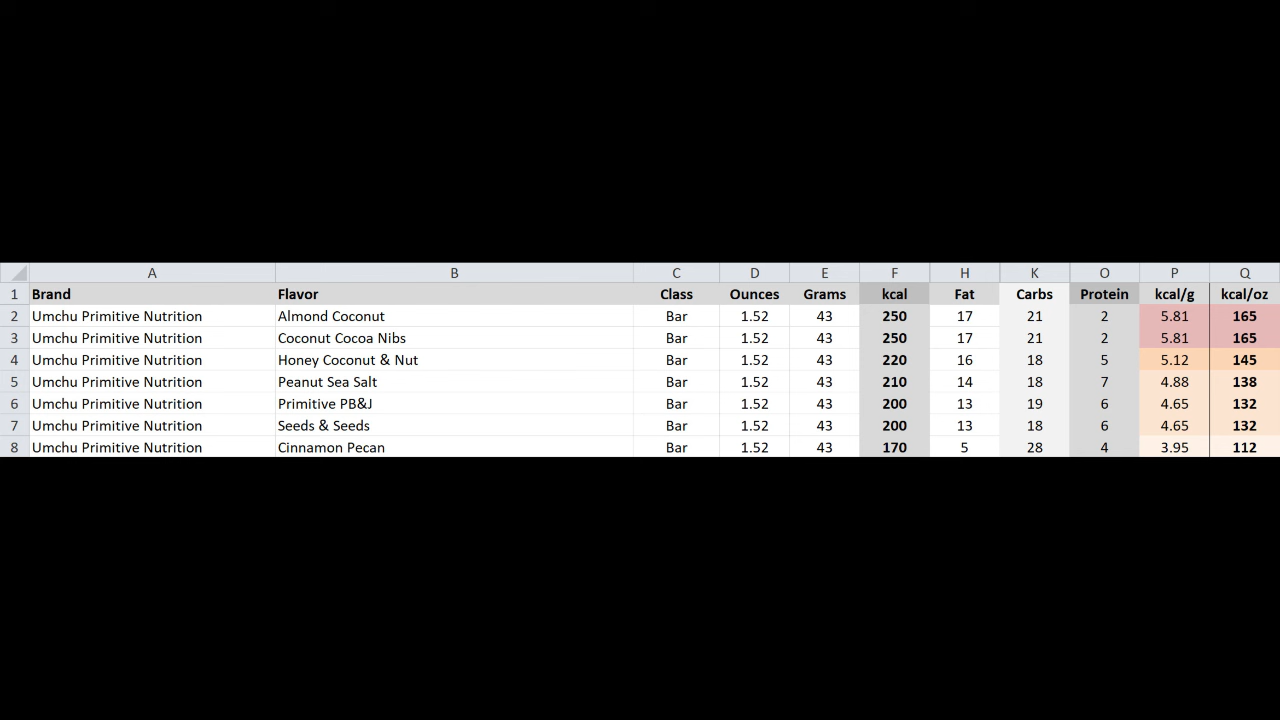 A B C D E F H K O P Q
1 Brand Flavor Class Ounces Grams kcal Fat Carbs Protein kcal/g kcal/oz
2 Umchu Primitive Nutrition Almond Coconut Bar 1.52 43 250 17 21 2 5.81 165
3 Umchu Primitive Nutrition Coconut Cocoa Nibs Bar 1.52 43 250 17 21 2 5.81 165
4 Umchu Primitive Nutrition Honey Coconut & Nut Bar 1.52 43 220 16 18 5 5.12 145
5 Umchu Primitive Nutrition Peanut Sea Salt Bar 1.52 43 210 14 18 7 4.88 138
6 Umchu Primitive Nutrition Primitive PB&J Bar 1.52 43 200 13 19 6 4.65 132
7 Umchu Primitive Nutrition Seeds & Seeds Bar 1.52 43 200 13 18 6 4.65 132
8 Umchu Primitive Nutrition Cinnamon Pecan Bar 1.52 43 170 5 28 4 3.95 112